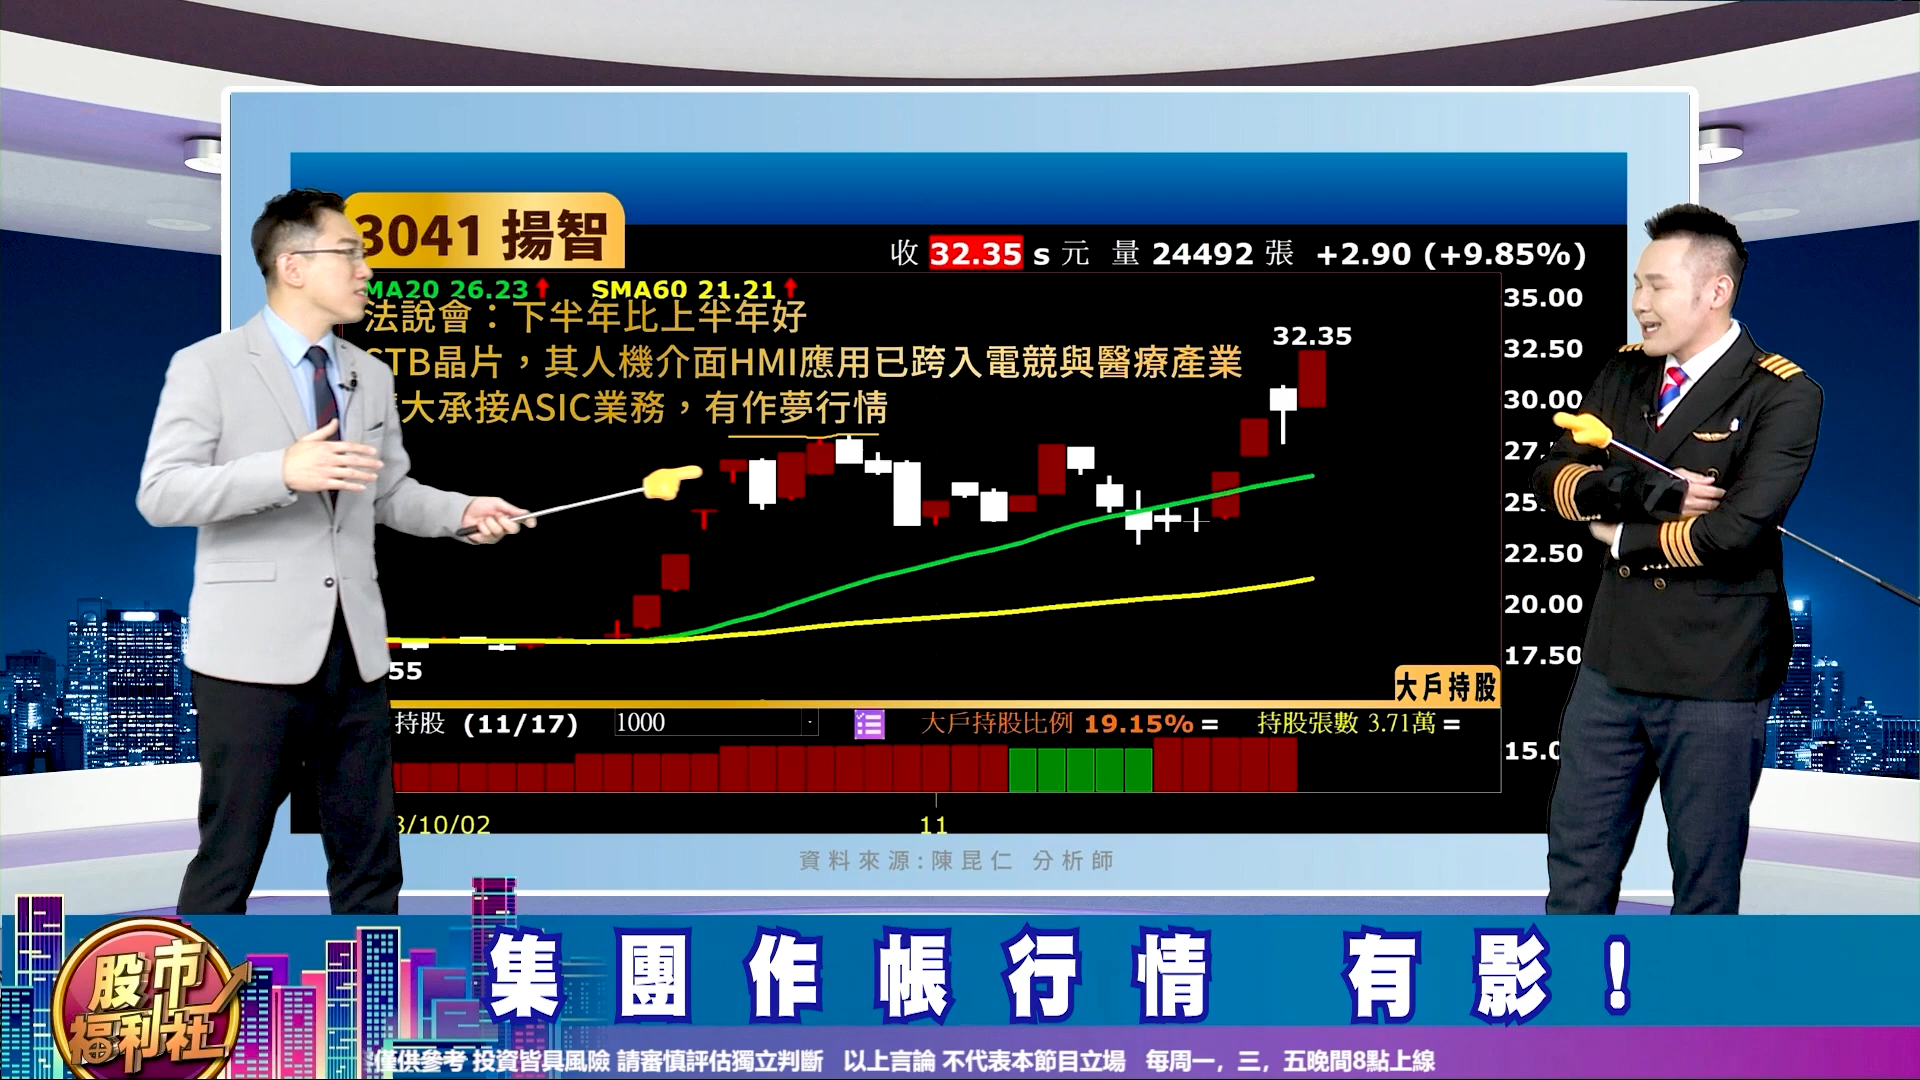 3041 揚智
收 32.35 s 元 量 24492 張 +2.90 (+9.85%)
MA20 26.23 SMA60 21.21
法說會：下半年比上半年好
STB晶片，其人機介面HMI應用已跨入電競與醫療產業
大承接ASIC業務，有作夢行情
32.35
35.00
32.50
30.00
27.
25.
22.50
20.00
17.50
15.0
55
大戶持股
持股 (11/17) 1000 大戶持股比例 19.15% = 持股張數 3.71萬 =
3/10/02
11
資料來源:陳昆仁 分析師
集團作帳行情 有影！
股市
福利社
僅供參考 投資皆具風險 請審慎評估獨立判斷 以上言論 不代表本節目立場 每周一，三，五晚間8點上線